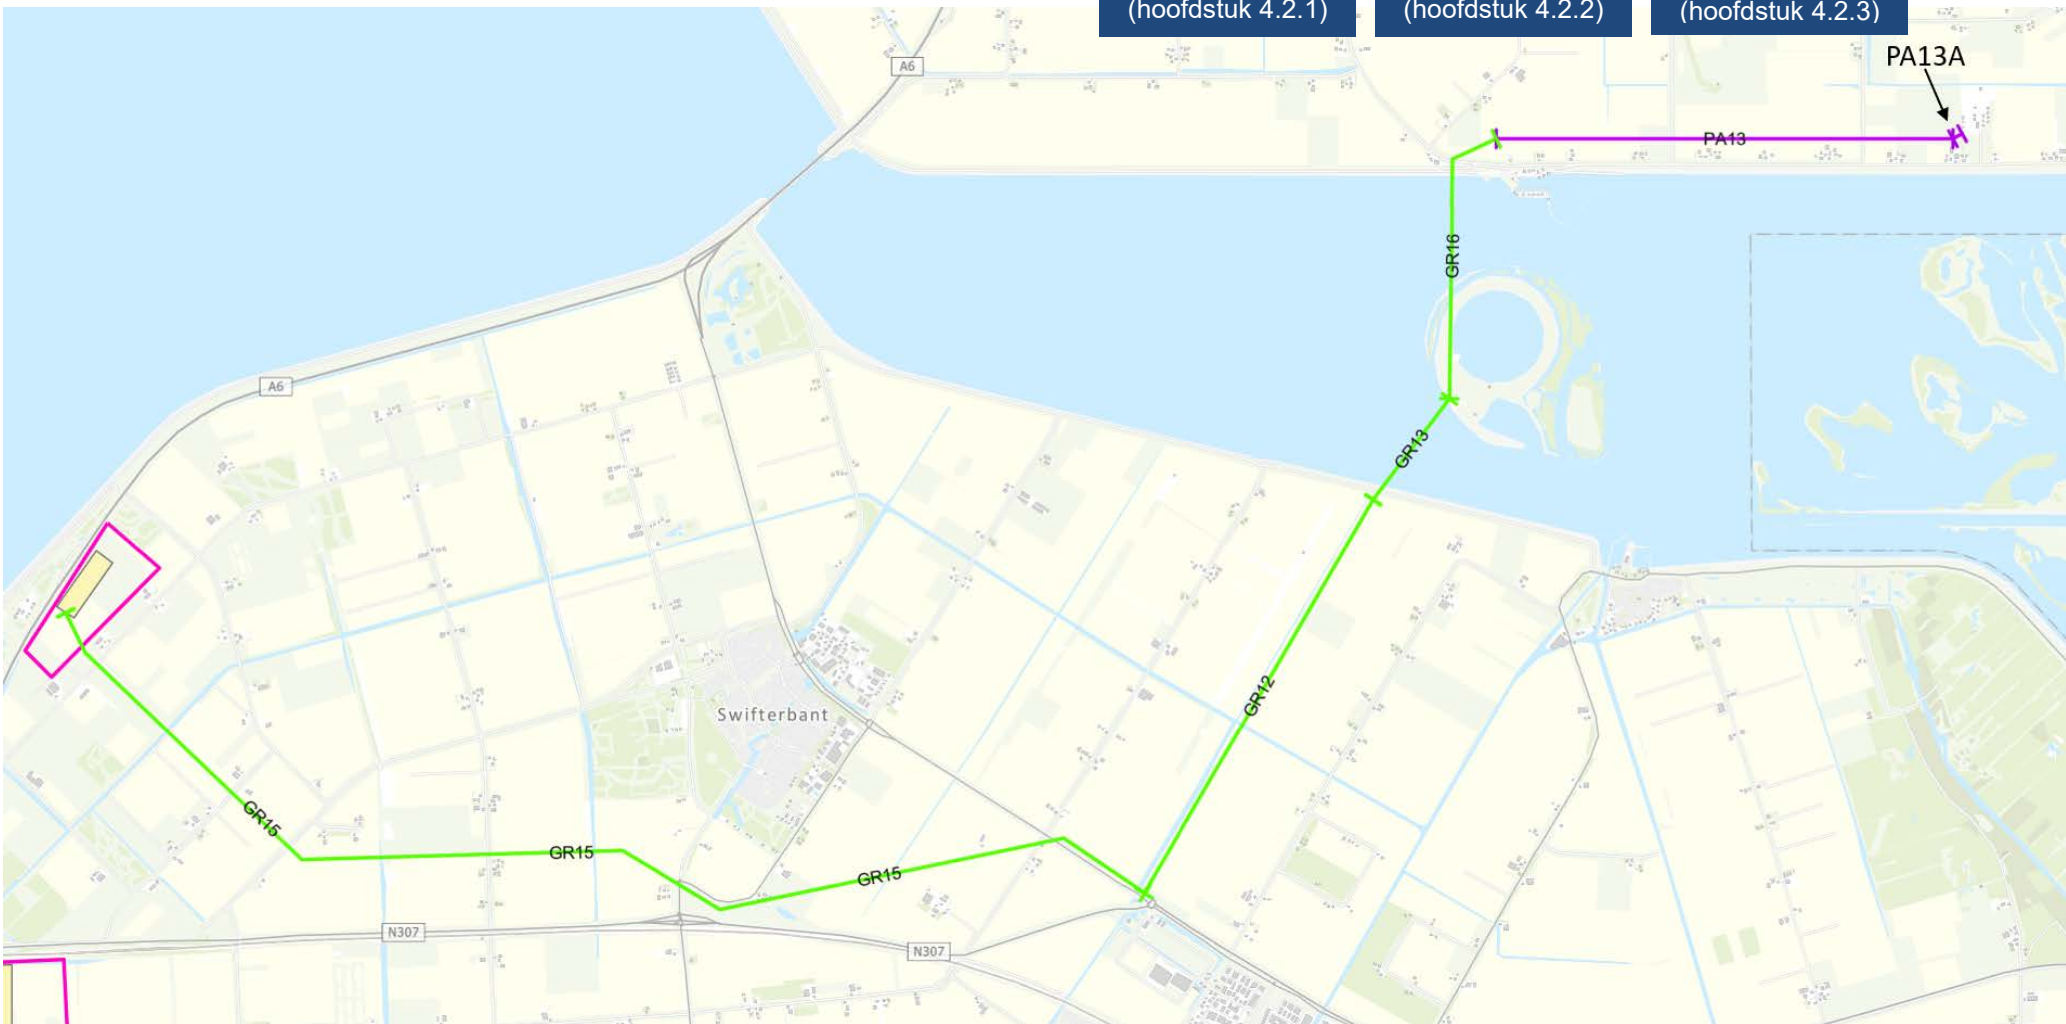 (hoofdstuk 4.2.1)
(hoofdstuk 4.2.2)
(hoofdstuk 4.2.3)
A6
PA13A
PA13
GR16
A6
GR13
GR12
Swifterbant
GR15
GR15
GR15
N307
N307